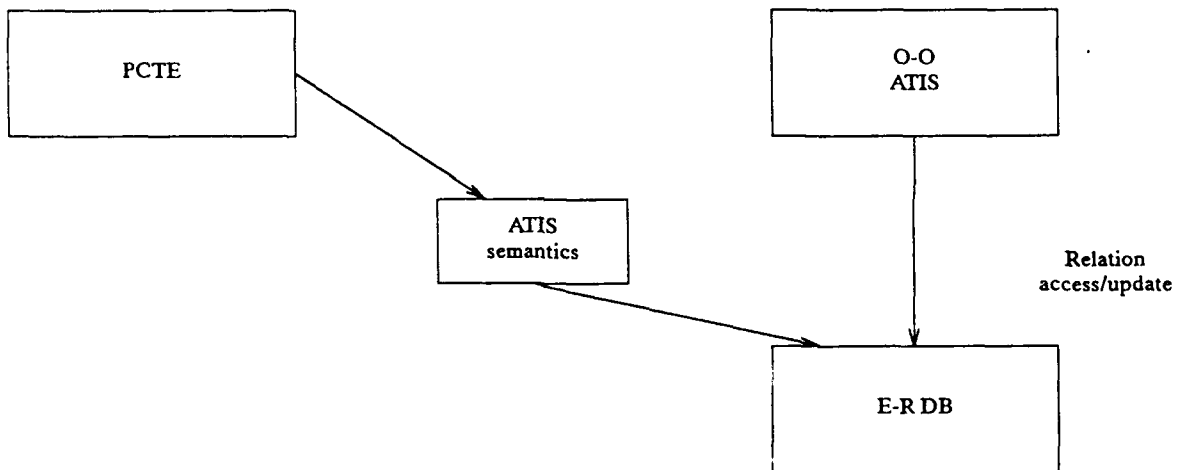 PCTE
O-O
ATIS
ATIS
semantics
Relation
access/update
E-R DB